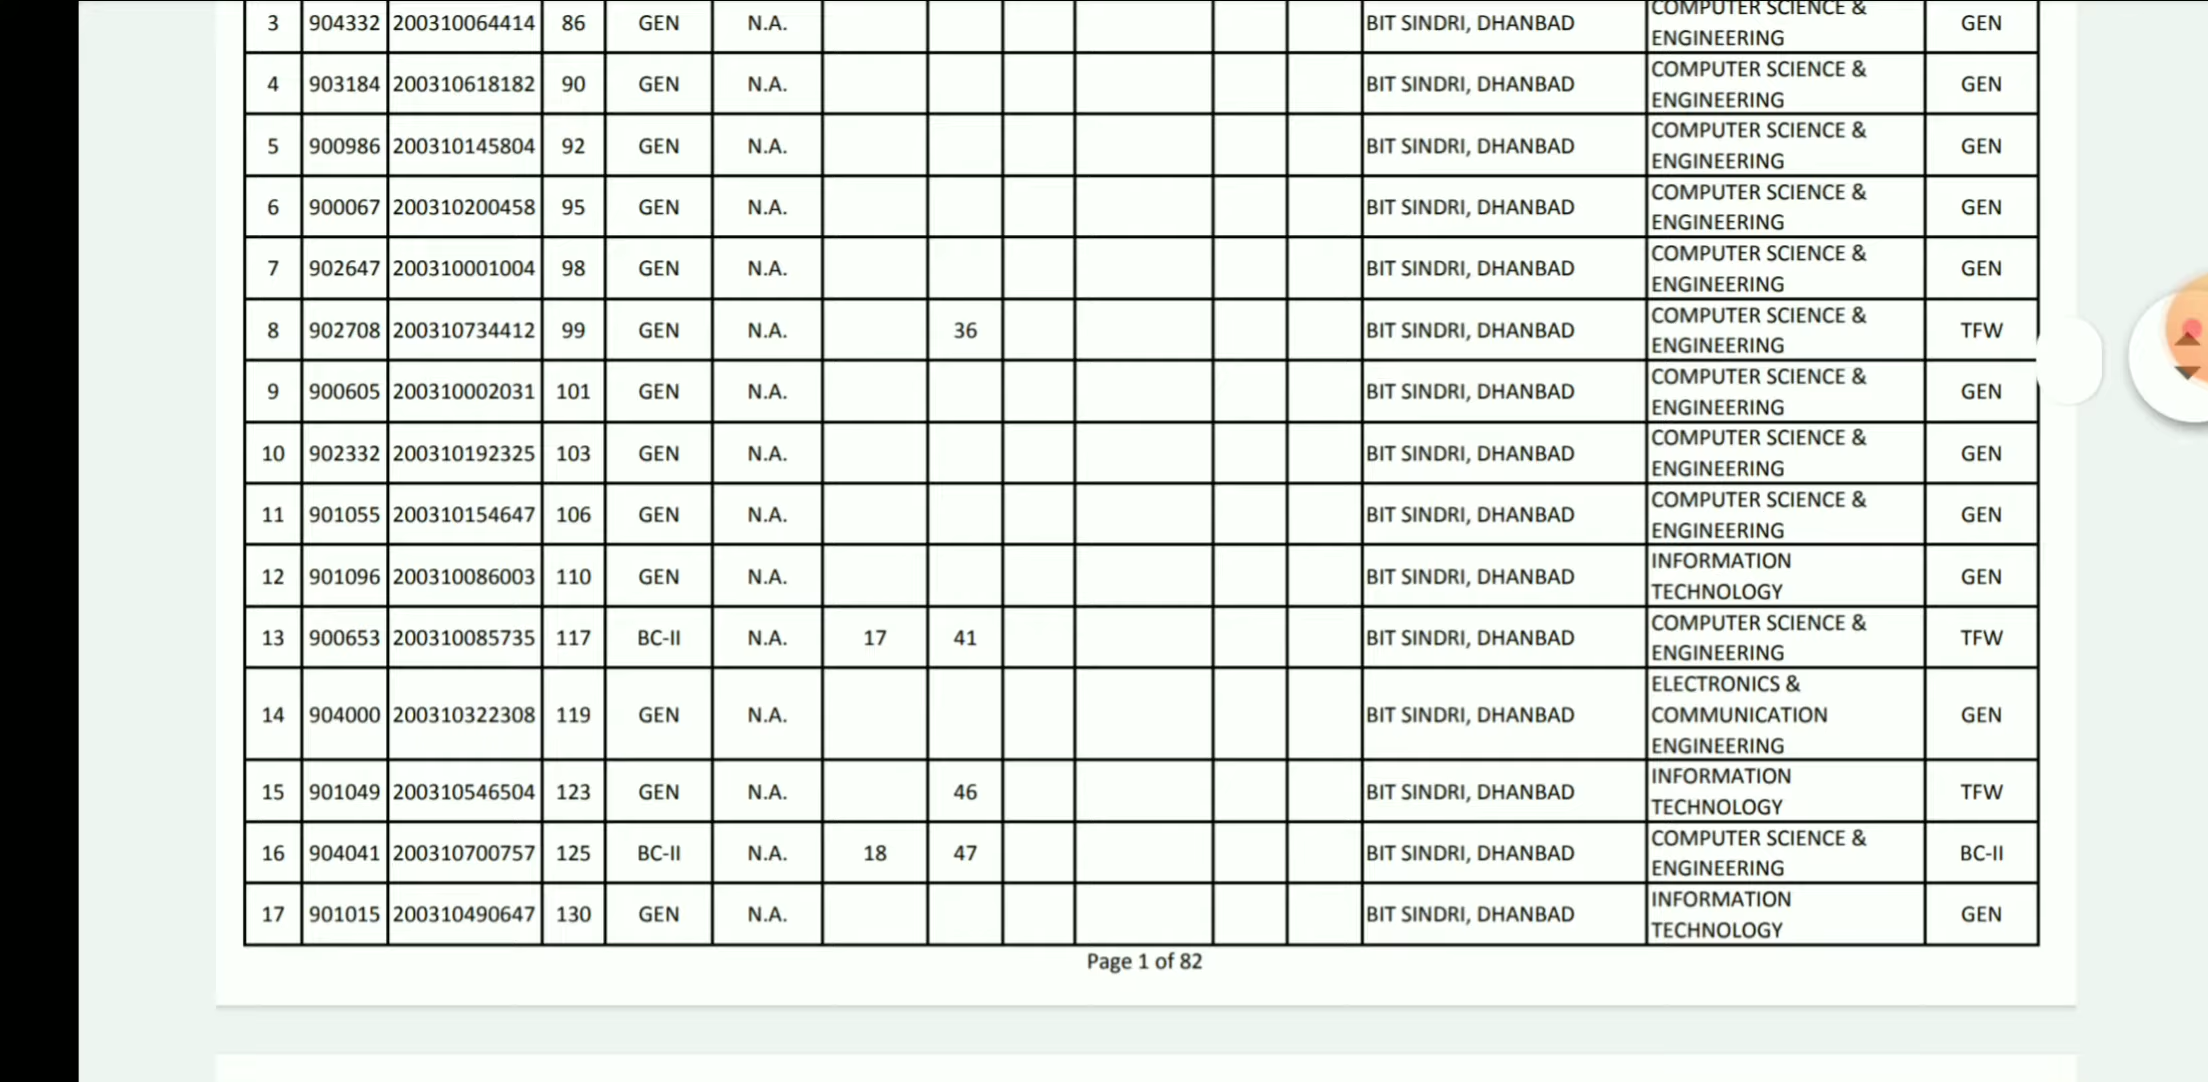 3 904332 200310064414 86 GEN N.A. BIT SINDRI, DHANBAD COMPUTER SCIENCE & ENGINEERING GEN
4 903184 200310618182 90 GEN N.A. BIT SINDRI, DHANBAD COMPUTER SCIENCE & ENGINEERING GEN
5 900986 200310145804 92 GEN N.A. BIT SINDRI, DHANBAD COMPUTER SCIENCE & ENGINEERING GEN
6 900067 200310200458 95 GEN N.A. BIT SINDRI, DHANBAD COMPUTER SCIENCE & ENGINEERING GEN
7 902647 200310001004 98 GEN N.A. BIT SINDRI, DHANBAD COMPUTER SCIENCE & ENGINEERING GEN
8 902708 200310734412 99 GEN N.A. 36 BIT SINDRI, DHANBAD COMPUTER SCIENCE & ENGINEERING TFW
9 900605 200310002031 101 GEN N.A. BIT SINDRI, DHANBAD COMPUTER SCIENCE & ENGINEERING GEN
10 902332 200310192325 103 GEN N.A. BIT SINDRI, DHANBAD COMPUTER SCIENCE & ENGINEERING GEN
11 901055 200310154647 106 GEN N.A. BIT SINDRI, DHANBAD COMPUTER SCIENCE & ENGINEERING GEN
12 901096 200310086003 110 GEN N.A. BIT SINDRI, DHANBAD INFORMATION TECHNOLOGY GEN
13 900653 200310085735 117 BC-II N.A. 17 41 BIT SINDRI, DHANBAD COMPUTER SCIENCE & ENGINEERING TFW
14 904000 200310322308 119 GEN N.A. BIT SINDRI, DHANBAD ELECTRONICS & COMMUNICATION ENGINEERING GEN
15 901049 200310546504 123 GEN N.A. 46 BIT SINDRI, DHANBAD INFORMATION TECHNOLOGY TFW
16 904041 200310700757 125 BC-II N.A. 18 47 BIT SINDRI, DHANBAD COMPUTER SCIENCE & ENGINEERING BC-II
17 901015 200310490647 130 GEN N.A. BIT SINDRI, DHANBAD INFORMATION TECHNOLOGY GEN
Page 1 of 82